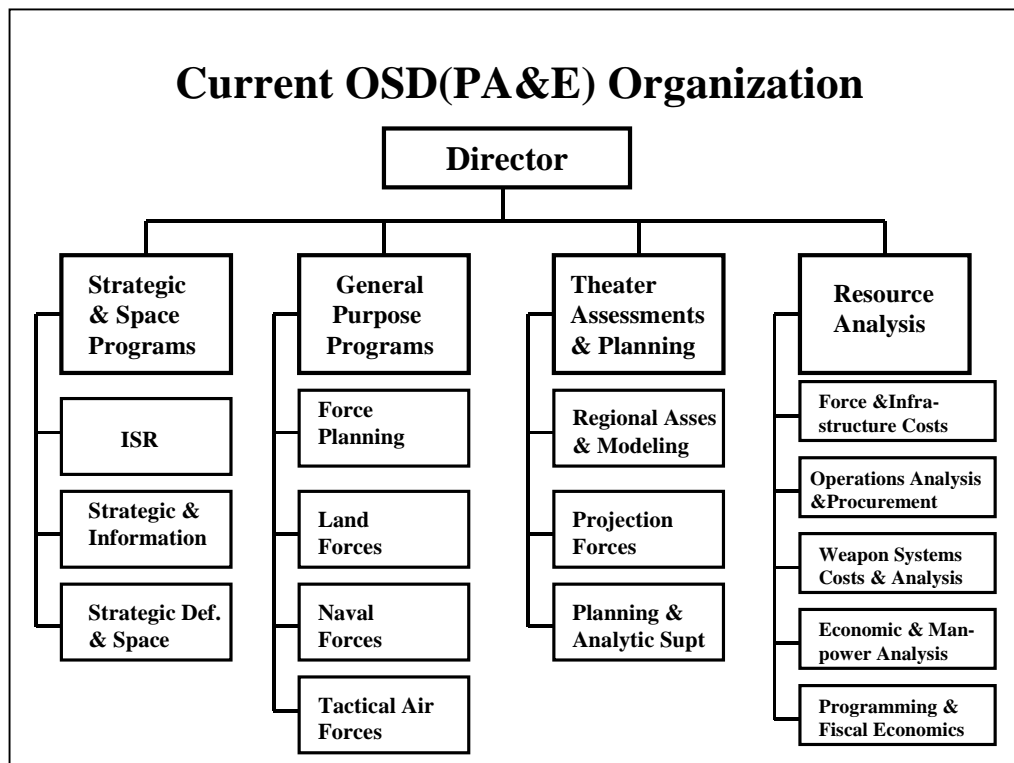 Current OSD(PA&E) Organization
Director
Strategic
& Space
Programs
ISR
Strategic &
Information
Strategic Def.
& Space
General
Purpose
Programs
Force
Planning
Land
Forces
Naval
Forces
Tactical Air
Forces
Theater
Assessments
& Planning
Regional Asses
& Modeling
Projection
Forces
Planning &
Analytic Supt
Resource
Analysis
Force &Infra-
structure Costs
Operations Analysis
&Procurement
Weapon Systems
Costs & Analysis
Economic & Man-
power Analysis
Programming &
Fiscal Economics